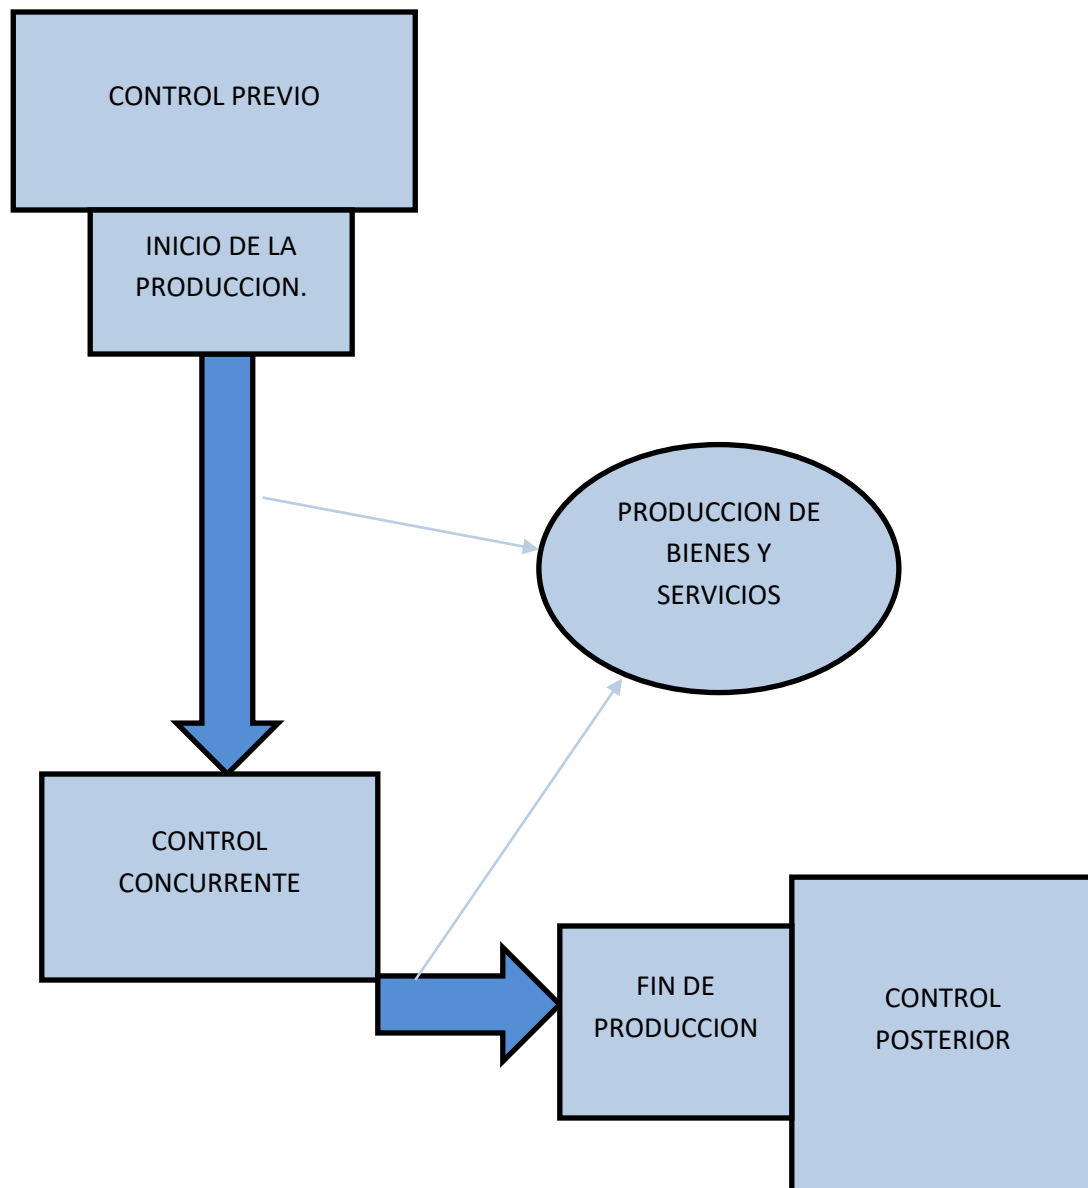 CONTROL PREVIO
INICIO DE LA
PRODUCCION.
PRODUCCION DE
BIENES Y
SERVICIOS
CONTROL
CONCURRENTE
FIN DE
PRODUCCION
CONTROL
POSTERIOR